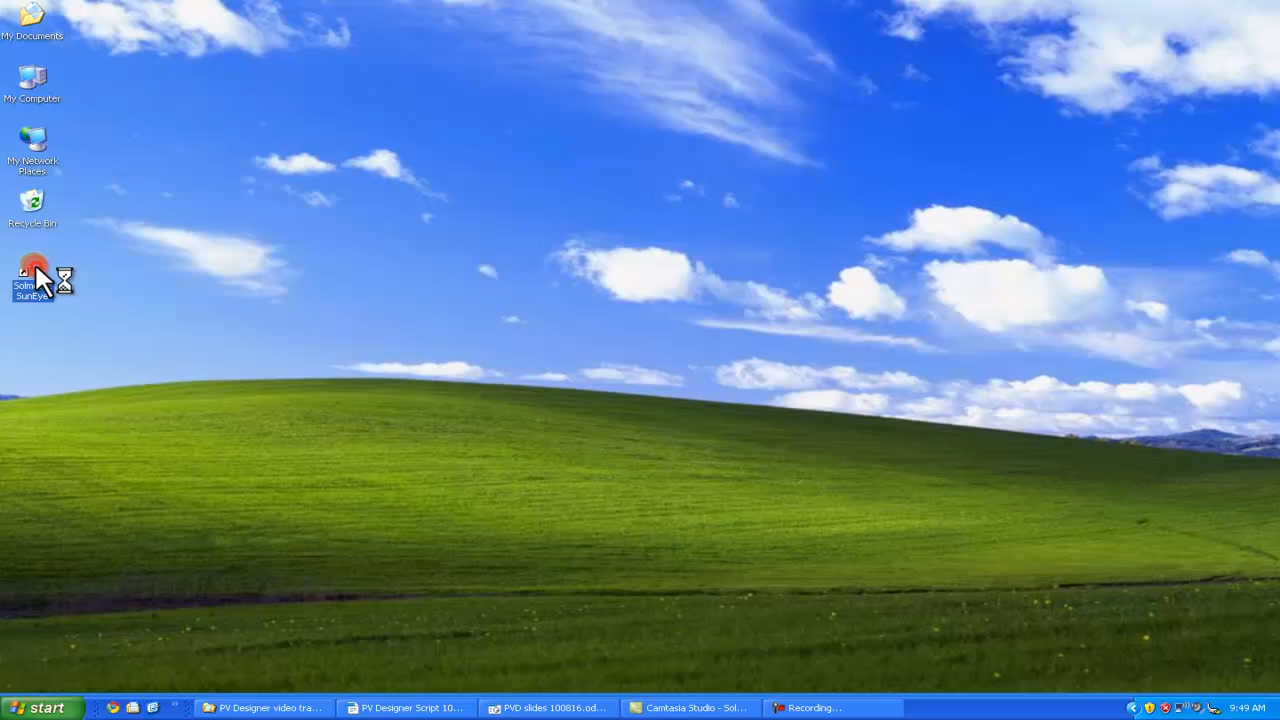 My Documents
My Computer
My Network
Places
Recycle Bin
SunEye
start
PV Designer video tra...
PV Designer Script 10...
PVD slides 100816.od...
Camtasia Studio - Sol...
Recording...
9:49 AM